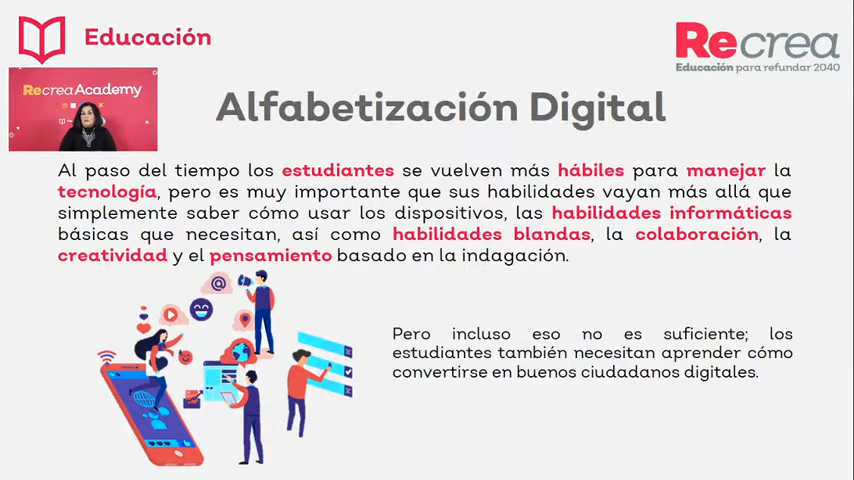 Educación
Recrea
Educación para refundar 2040
Recrea Academy
Alfabetización Digital
Al paso del tiempo los estudiantes se vuelven más hábiles para manejar la
tecnología, pero es muy importante que sus habilidades vayan más allá que
simplemente saber cómo usar los dispositivos, las habilidades informáticas
básicas que necesitan, así como habilidades blandas, la colaboración, la
creatividad y el pensamiento basado en la indagación.
Pero incluso eso no es suficiente; los
estudiantes también necesitan aprender cómo
convertirse en buenos ciudadanos digitales.